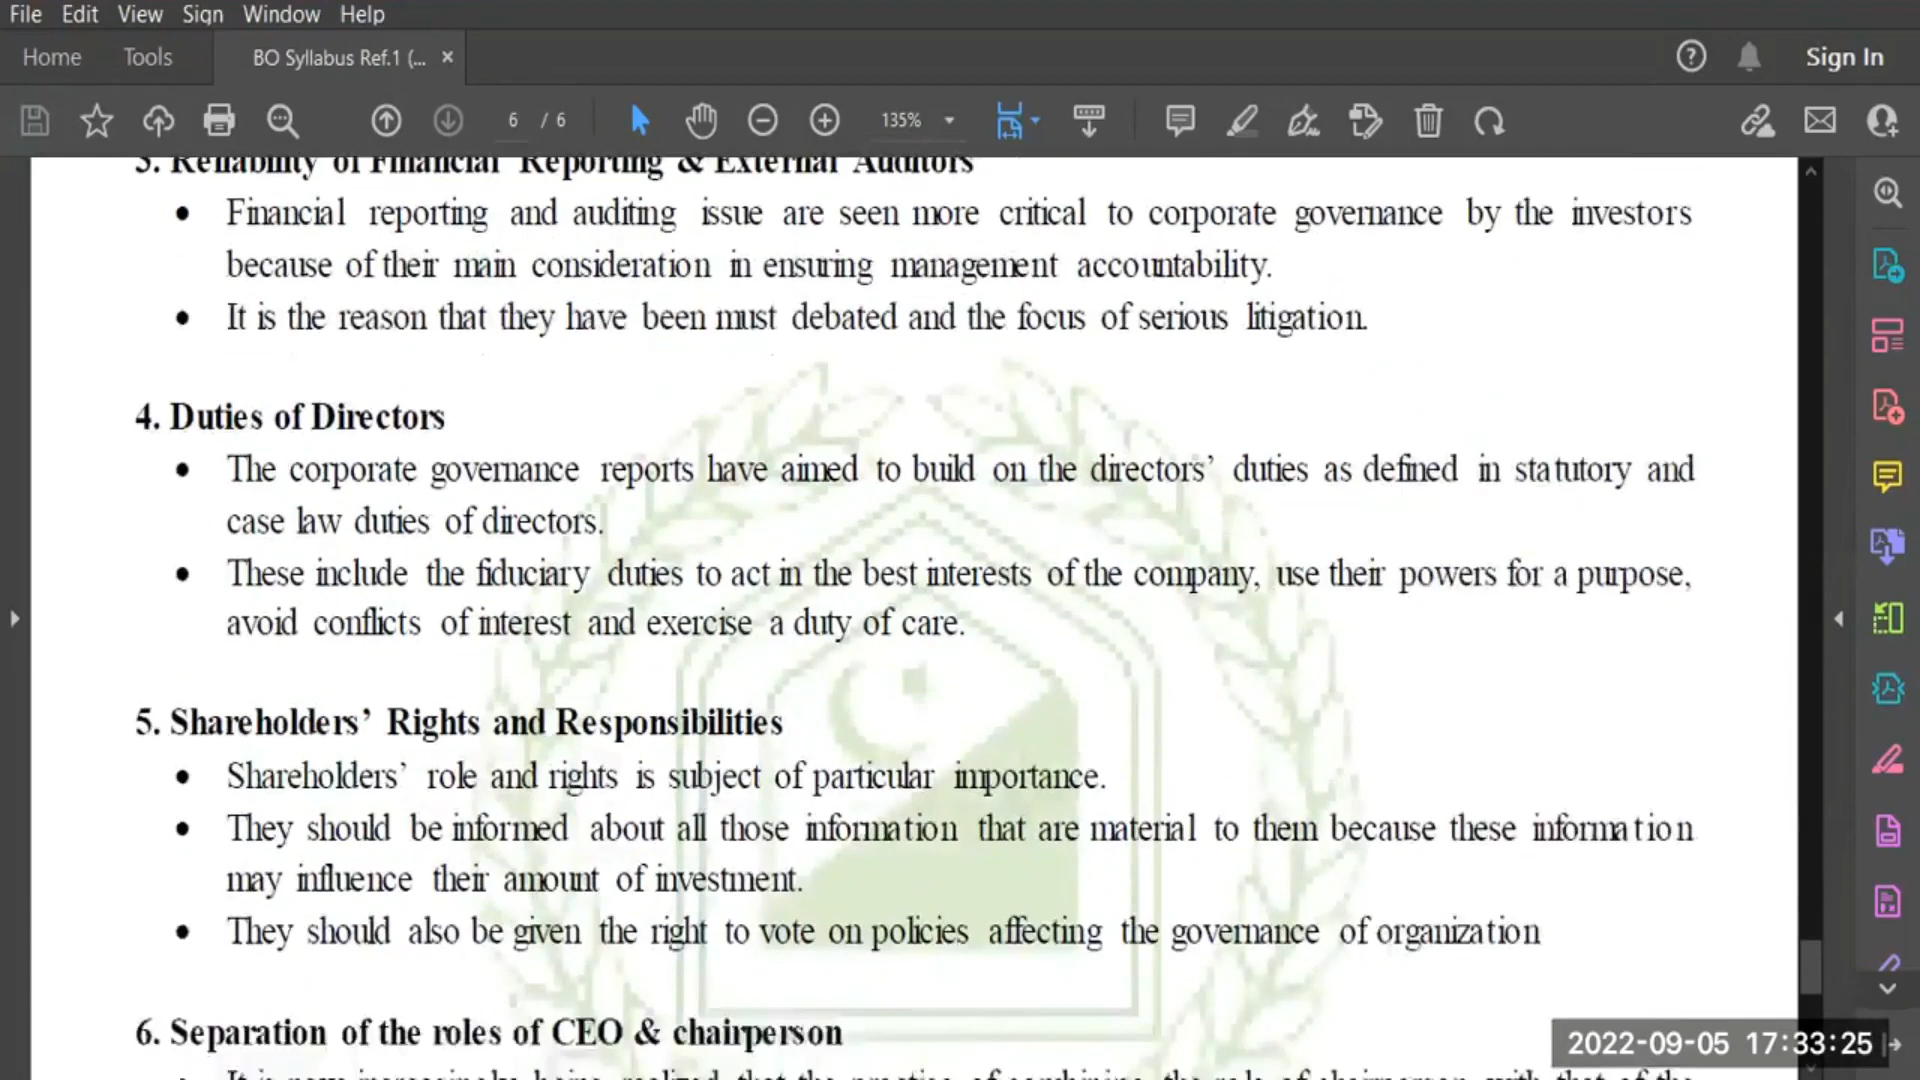 File Edit View Sign Window Help
Home Tools BO Syllabus Ref.1 (... × Sign In
6 / 6 135%
3. Reliability of Financial Reporting & External Auditors
• Financial reporting and auditing issue are seen more critical to corporate governance by the investors
because of their main consideration in ensuring management accountability.
• It is the reason that they have been must debated and the focus of serious litigation.
4. Duties of Directors
• The corporate governance reports have aimed to build on the directors’ duties as defined in statutory and
case law duties of directors.
• These include the fiduciary duties to act in the best interests of the company, use their powers for a purpose,
avoid conflicts of interest and exercise a duty of care.
5. Shareholders’ Rights and Responsibilities
• Shareholders’ role and rights is subject of particular importance.
• They should be informed about all those information that are material to them because these information
may influence their amount of investment.
• They should also be given the right to vote on policies affecting the governance of organization
6. Separation of the roles of CEO & chairperson
2022-09-05 17:33:25